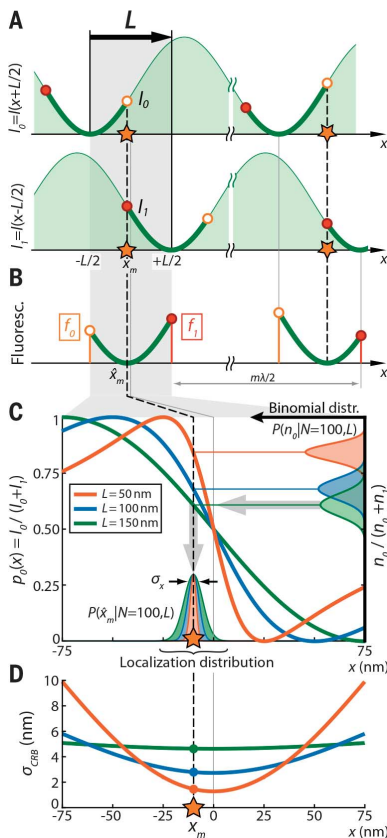 A
L
I₀=I(x+L/2)
I₀
x
I₁=I(x-L/2)
I₁
x
-L/2
xₘ
+L/2
B
Fluoresc.
f₀
f₁
x
x̂ₘ
mλ/2
C
Binomial distr.
P(n₀|N=100,L)
p₀(x) = I₀/ (I₀+I₁)
n₀ / (n₀+n₁)
1
0.75
0.5
0.25
0
L = 50 nm
L = 100 nm
L = 150 nm
σₓ
P(x̂ₘ|N=100,L)
-75
75
Localization distribution
x (nm)
D
σCRB (nm)
10
8
6
4
2
0
-75
-50
-25
0
25
50
75
xₘ
x (nm)